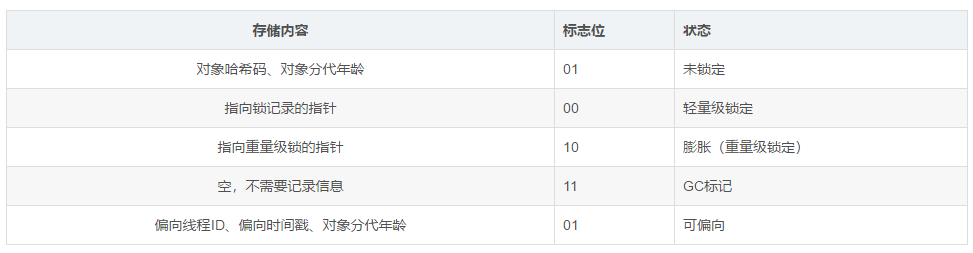 存储内容 标志位 状态
对象哈希码、对象分代年龄 01 未锁定
指向锁记录的指针 00 轻量级锁定
指向重量级锁的指针 10 膨胀（重量级锁定）
空，不需要记录信息 11 GC标记
偏向线程ID、偏向时间戳、对象分代年龄 01 可偏向